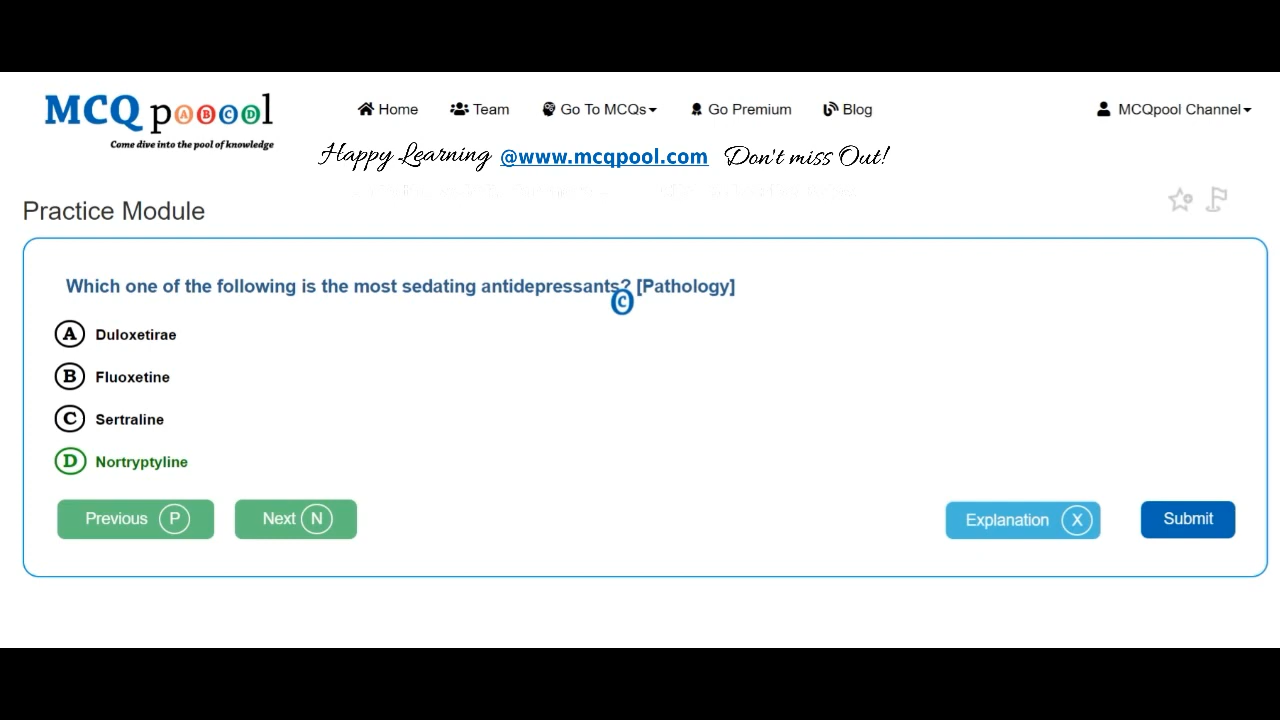 MCQ pooool
Come dive into the pool of knowledge
Home Team Go To MCQs Go Premium Blog MCQpool Channel
Happy Learning @www.mcqpool.com Don't miss Out!
Practice Module
Which one of the following is the most sedating antidepressants? [Pathology]
C
A Duloxetirae
B Fluoxetine
C Sertraline
D Nortryptyline
Previous P Next N Explanation X Submit